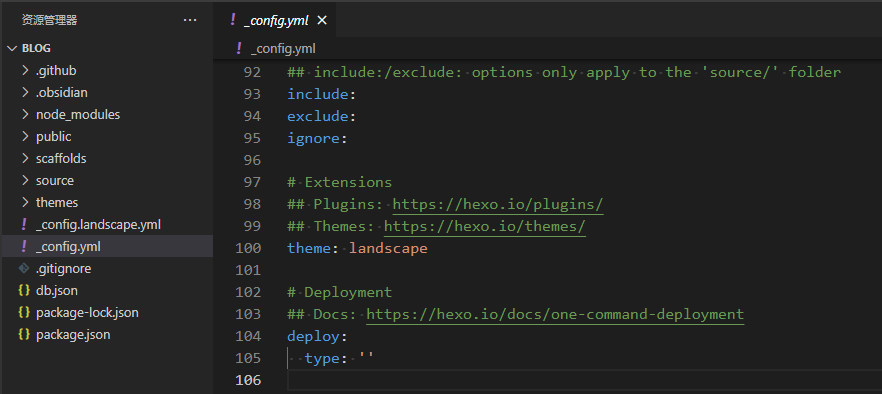 资源管理器
BLOG
.github
.obsidian
node_modules
public
scaffolds
source
themes
_config.landscape.yml
_config.yml
.gitignore
db.json
package-lock.json
package.json
_config.yml
_config.yml
92 ## include:/exclude: options only apply to the 'source/' folder
93 include:
94 exclude:
95 ignore:
96
97 # Extensions
98 ## Plugins: https://hexo.io/plugins/
99 ## Themes: https://hexo.io/themes/
100 theme: landscape
101
102 # Deployment
103 ## Docs: https://hexo.io/docs/one-command-deployment
104 deploy:
105   type: ''
106